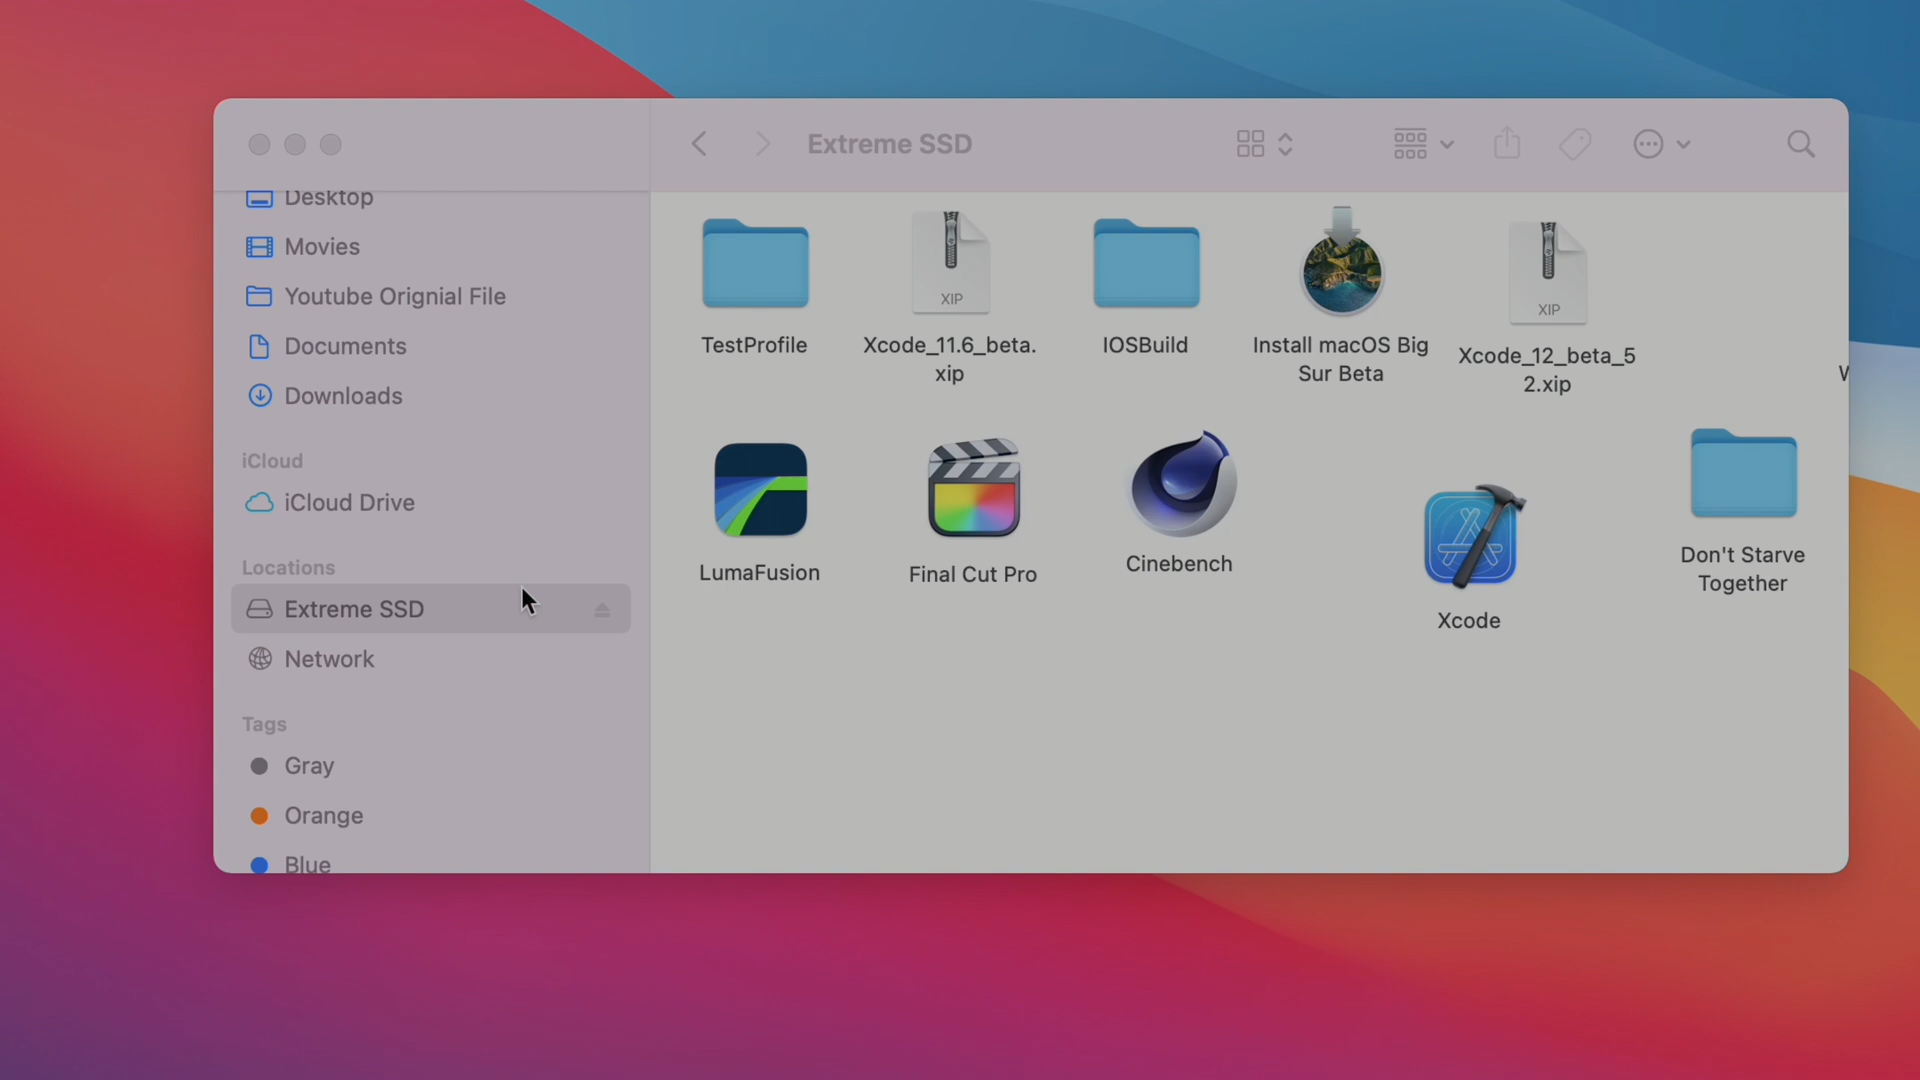 Extreme SSD
Desktop
Movies
Youtube Orignial File
Documents
Downloads
iCloud
iCloud Drive
Locations
Extreme SSD
Network
Tags
Gray
Orange
Blue
XIP
XIP
TestProfile
Xcode_11.6_beta.
xip
IOSBuild
Install macOS Big
Sur Beta
Xcode_12_beta_5
2.xip
LumaFusion
Final Cut Pro
Cinebench
Xcode
Don't Starve
Together